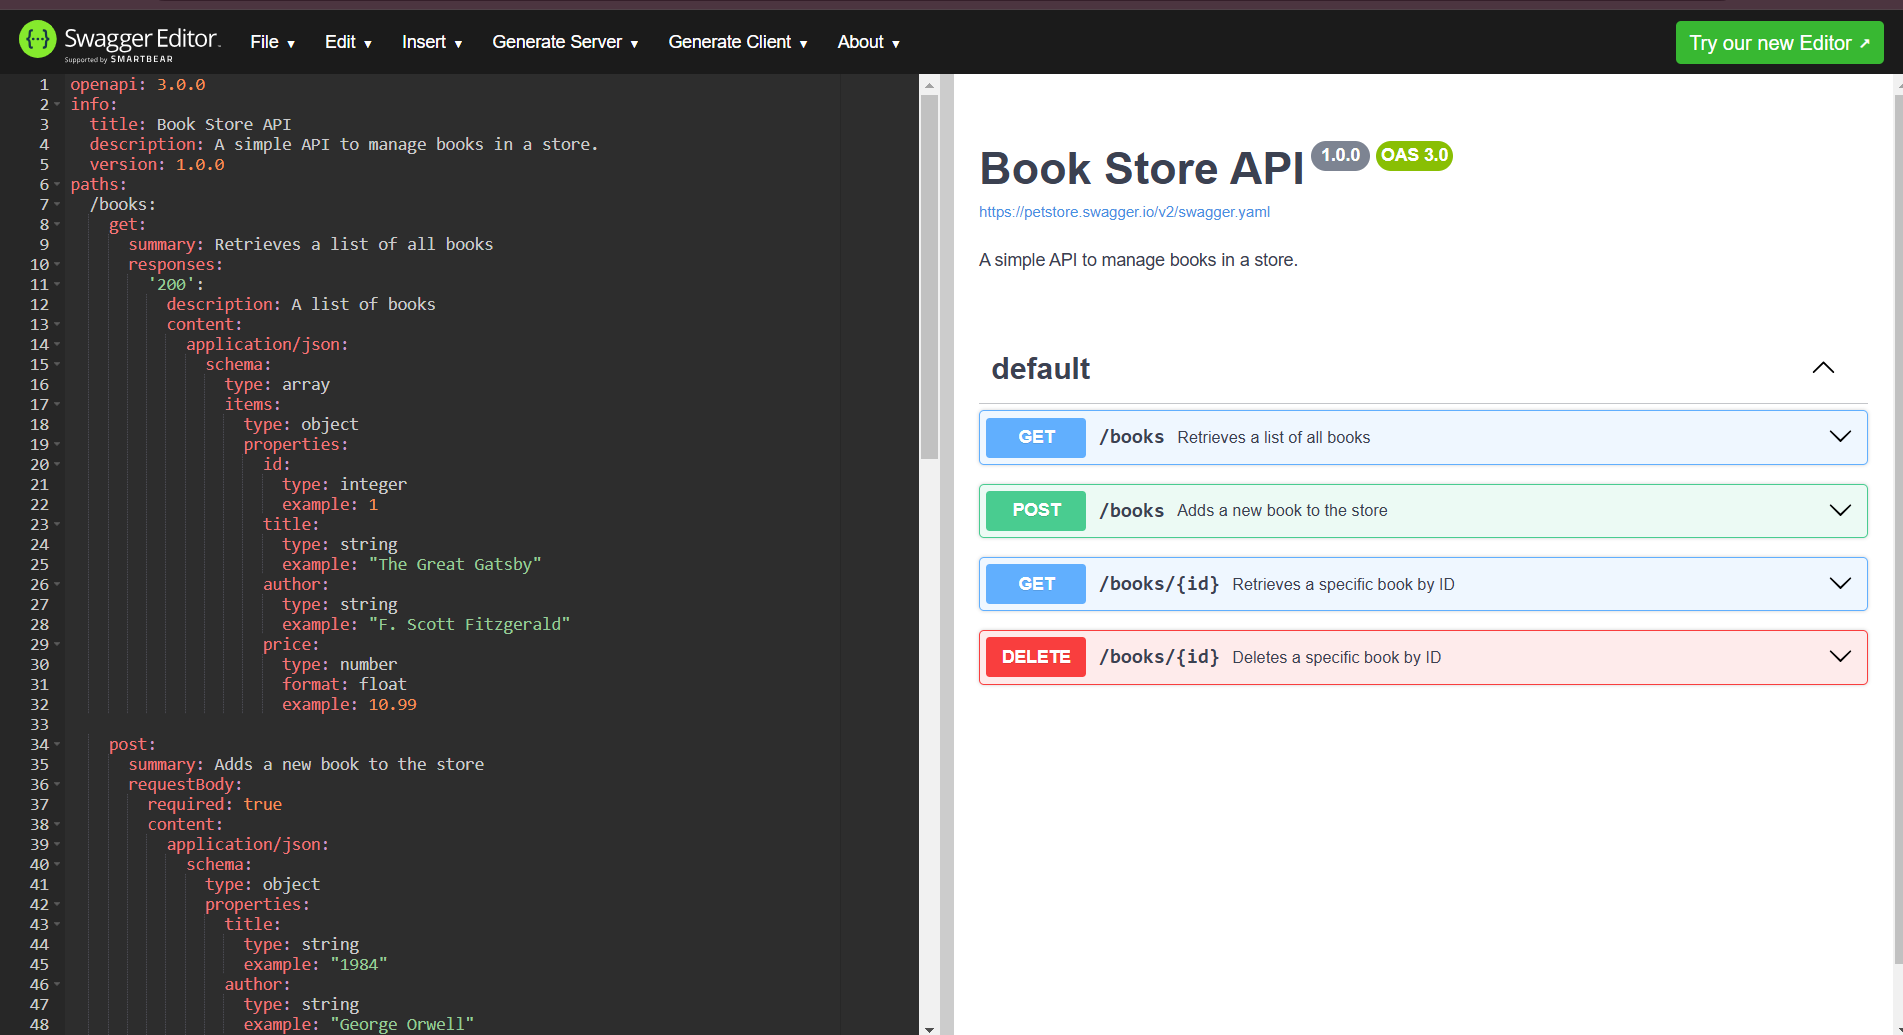 Swagger Editor.
Supported by SMARTBEAR
File Edit Insert Generate Server Generate Client About
Try our new Editor ↗
1 openapi: 3.0.0
2 info:
3   title: Book Store API
4   description: A simple API to manage books in a store.
5   version: 1.0.0
6 paths:
7   /books:
8     get:
9       summary: Retrieves a list of all books
10       responses:
11         '200':
12           description: A list of books
13           content:
14             application/json:
15               schema:
16                 type: array
17                 items:
18                   type: object
19                   properties:
20                     id:
21                       type: integer
22                       example: 1
23                     title:
24                       type: string
25                       example: "The Great Gatsby"
26                     author:
27                       type: string
28                       example: "F. Scott Fitzgerald"
29                     price:
30                       type: number
31                       format: float
32                       example: 10.99
33
34     post:
35       summary: Adds a new book to the store
36       requestBody:
37         required: true
38         content:
39           application/json:
40             schema:
41               type: object
42               properties:
43                 title:
44                   type: string
45                   example: "1984"
46                 author:
47                   type: string
48                   example: "George Orwell"
Book Store API 1.0.0 OAS 3.0
https://petstore.swagger.io/v2/swagger.yaml
A simple API to manage books in a store.
default
GET /books Retrieves a list of all books
POST /books Adds a new book to the store
GET /books/{id} Retrieves a specific book by ID
DELETE /books/{id} Deletes a specific book by ID